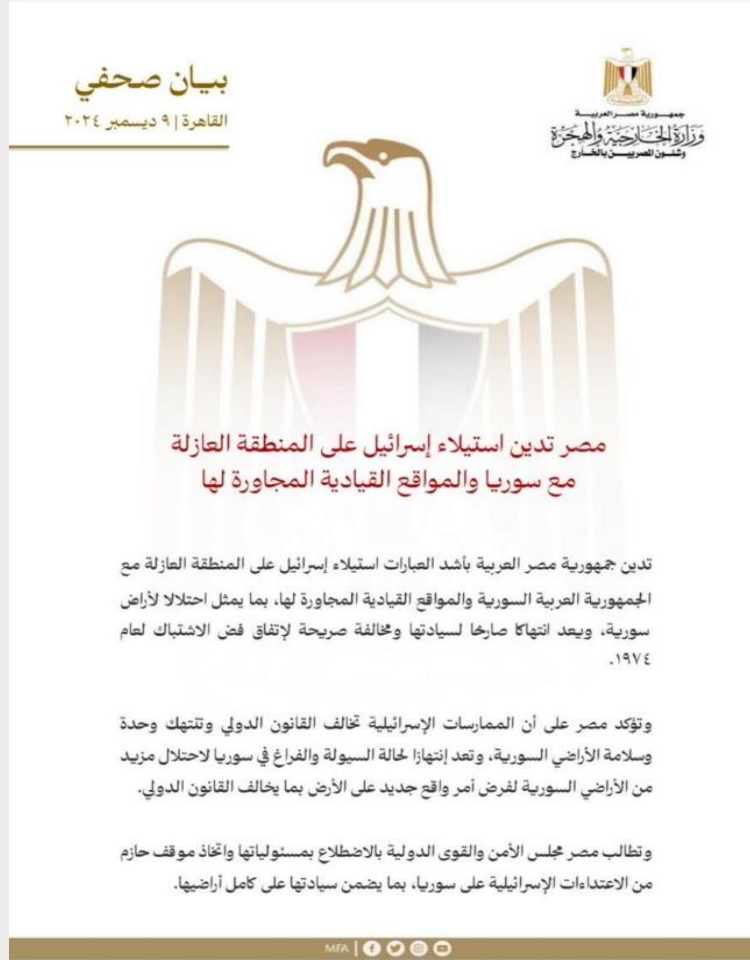 جمهورية مصر العربية
وزارة الخارجية والهجرة
وشئون المصريين بالخارج
بيان صحفي
القاهرة | ٩ ديسمبر ٢٠٢٤
مصر تدين استيلاء إسرائيل على المنطقة العازلة
مع سوريا والمواقع القيادية المجاورة لها
تدين جمهورية مصر العربية بأشد العبارات استيلاء إسرائيل على المنطقة العازلة مع
الجمهورية العربية السورية والمواقع القيادية المجاورة لها، بما يمثل احتلالا لأراض
سورية، ويعد انتهاكا صارخا لسيادتها ومخالفة صريحة لإتفاق فض الاشتباك لعام
١٩٧٤.
وتؤكد مصر على أن الممارسات الإسرائيلية تخالف القانون الدولي وتنتهك وحدة
وسلامة الأراضي السورية، وتعد إنتهازا لحالة السيولة والفراغ في سوريا لاحتلال مزيد
من الأراضي السورية لفرض أمر واقع جديد على الأرض بما يخالف القانون الدولي.
وتطالب مصر مجلس الأمن والقوى الدولية بالاضطلاع بمسئولياتها واتخاذ موقف حازم
من الاعتداءات الإسرائيلية على سوريا، بما يضمن سيادتها على كامل أراضيها.
MFA |